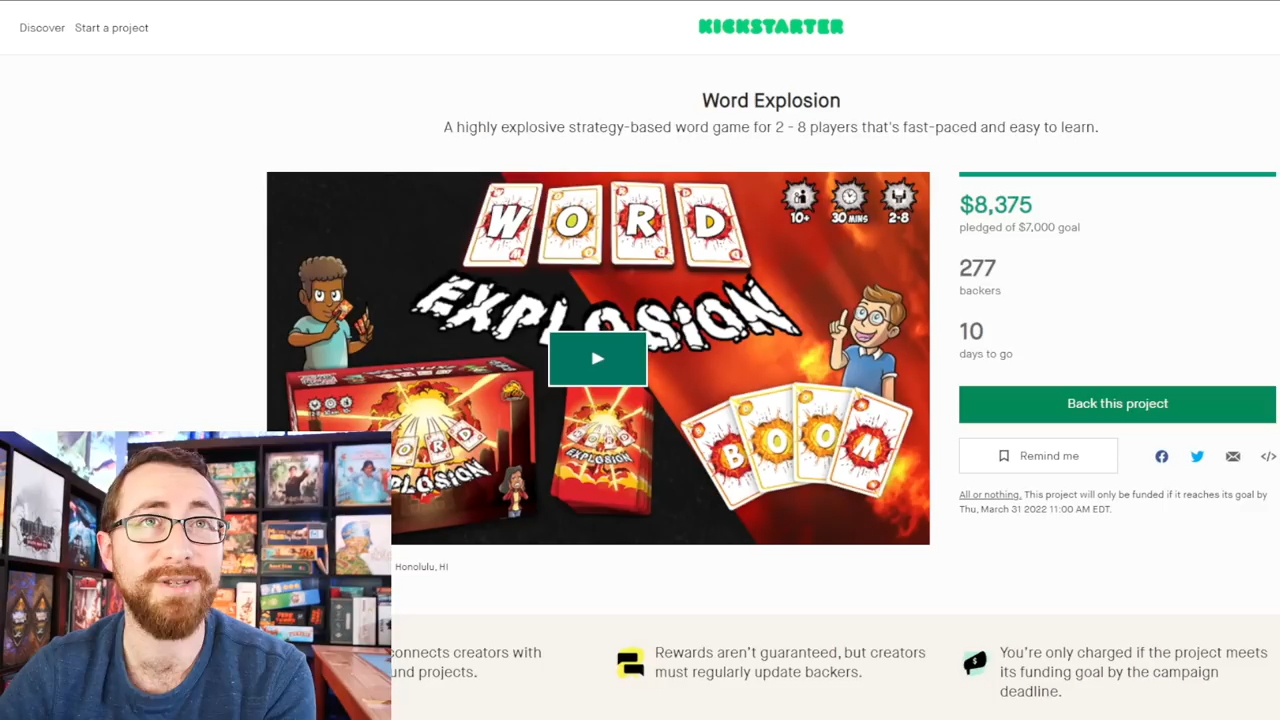 Discover Start a project
KICKSTARTER
Word Explosion
A highly explosive strategy-based word game for 2 - 8 players that's fast-paced and easy to learn.
WORD
10+ 30 MINS 2-8
EXPLOSION
BOOM
WORD
EXPLOSION
$8,375
pledged of $7,000 goal
277
backers
10
days to go
Back this project
Remind me
All or nothing. This project will only be funded if it reaches its goal by
Thu, March 31 2022 11:00 AM EDT.
Honolulu, HI
connects creators with
und projects.
Rewards aren't guaranteed, but creators
must regularly update backers.
You're only charged if the project meets
its funding goal by the campaign
deadline.